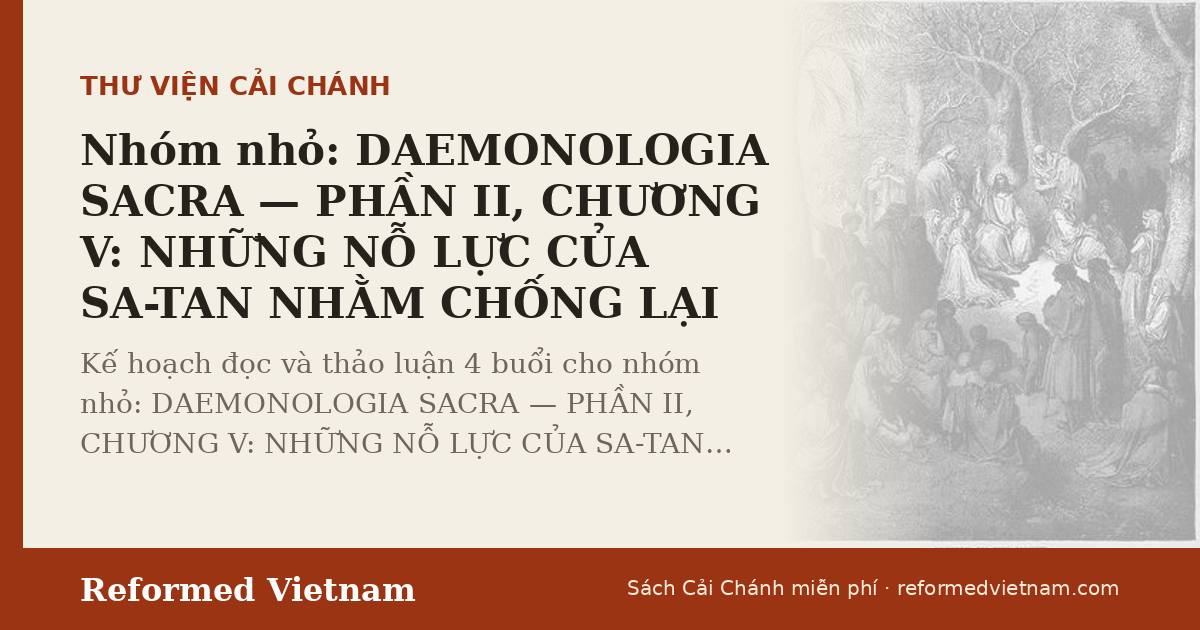 THƯ VIỆN CẢI CHÁNH
Nhóm nhỏ: DAEMONOLOGIA
SACRA — PHẦN II, CHƯƠNG
V: NHỮNG NỖ LỰC CỦA
SA-TAN NHẰM CHỐNG LẠI
Kế hoạch đọc và thảo luận 4 buổi cho nhóm
nhỏ: DAEMONOLOGIA SACRA — PHẦN II,
CHƯƠNG V: NHỮNG NỖ LỰC CỦA SA-TAN...
Reformed Vietnam
Sách Cải Chánh miễn phí · reformedvietnam.com